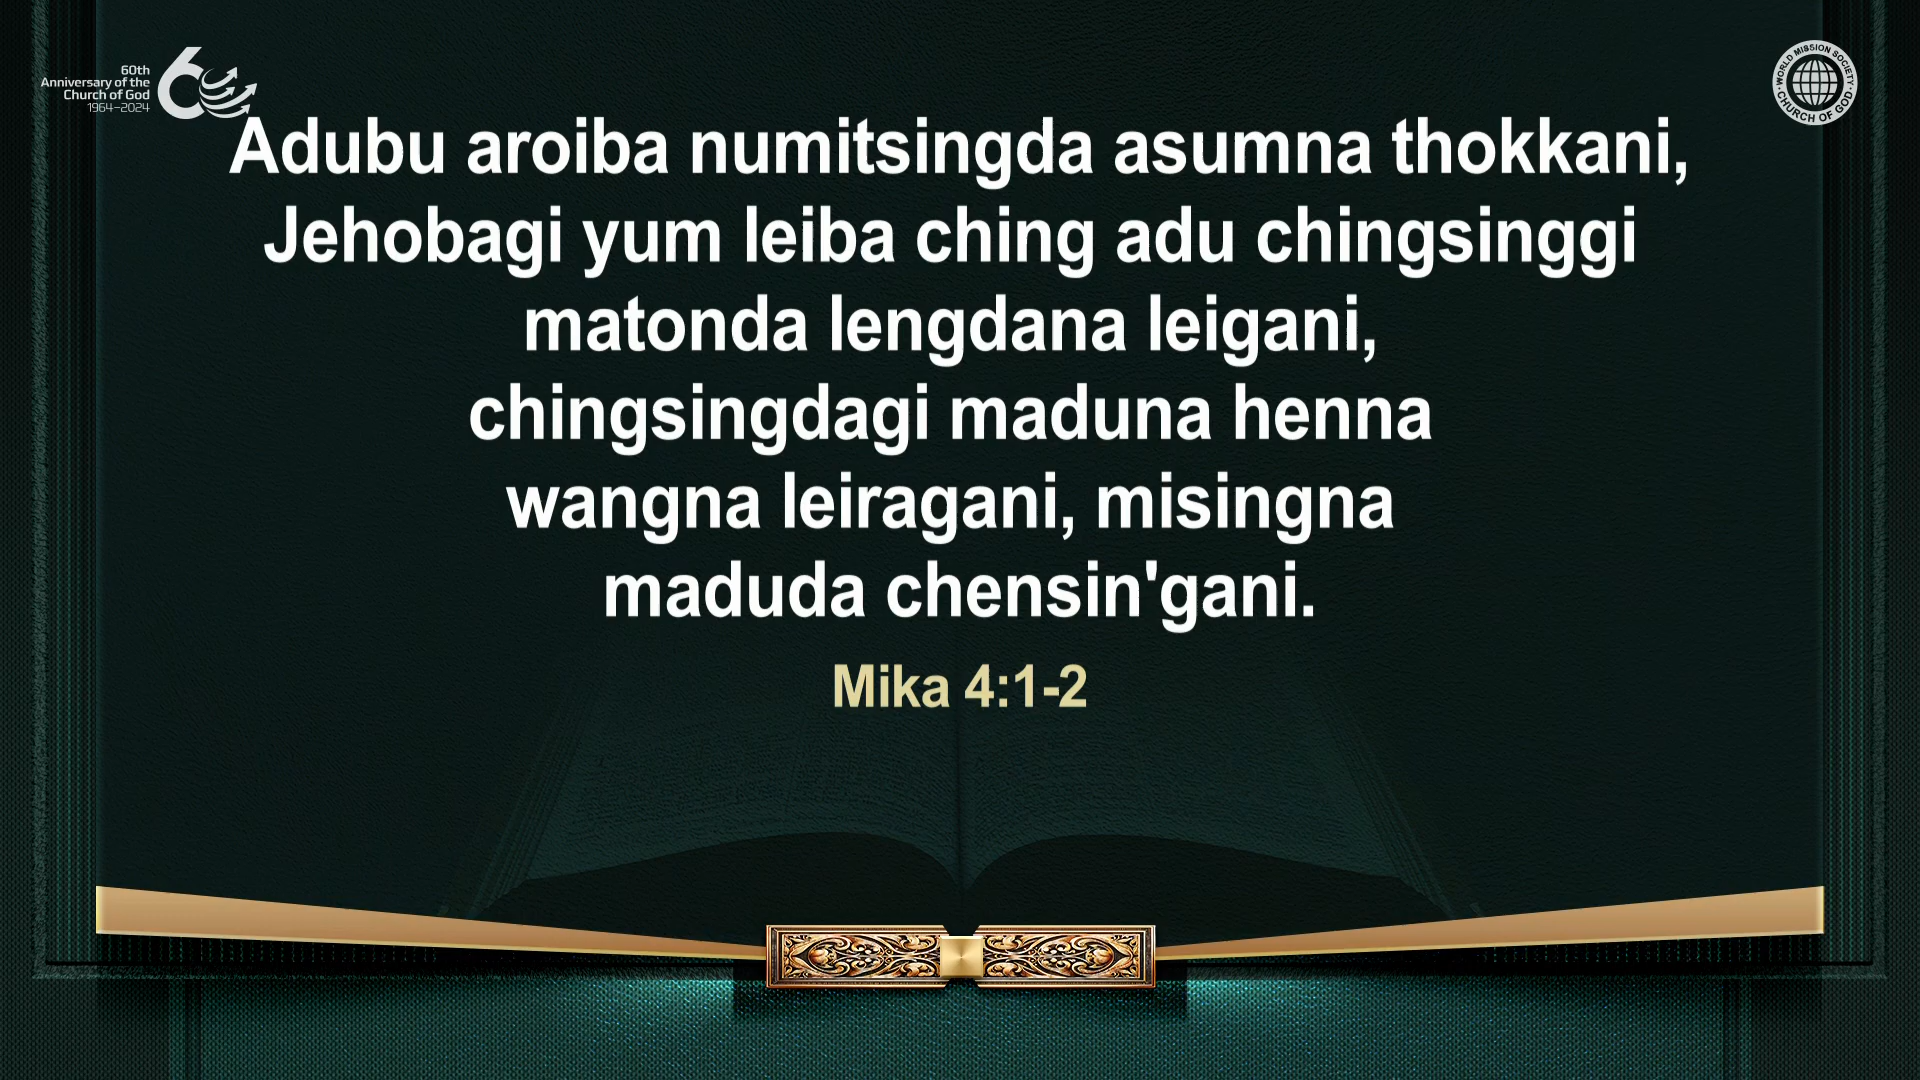 60th
Anniversary of the
Church of God
1964–2024
60
WORLD MISSION SOCIETY
CHURCH OF GOD
Adubu aroiba numitsingda asumna thokkani,
Jehobagi yum leiba ching adu chingsinggi
matonda lengdana leigani,
chingsingdagi maduna henna
wangna leiragani, misingna
maduda chensin'gani.
Mika 4:1-2